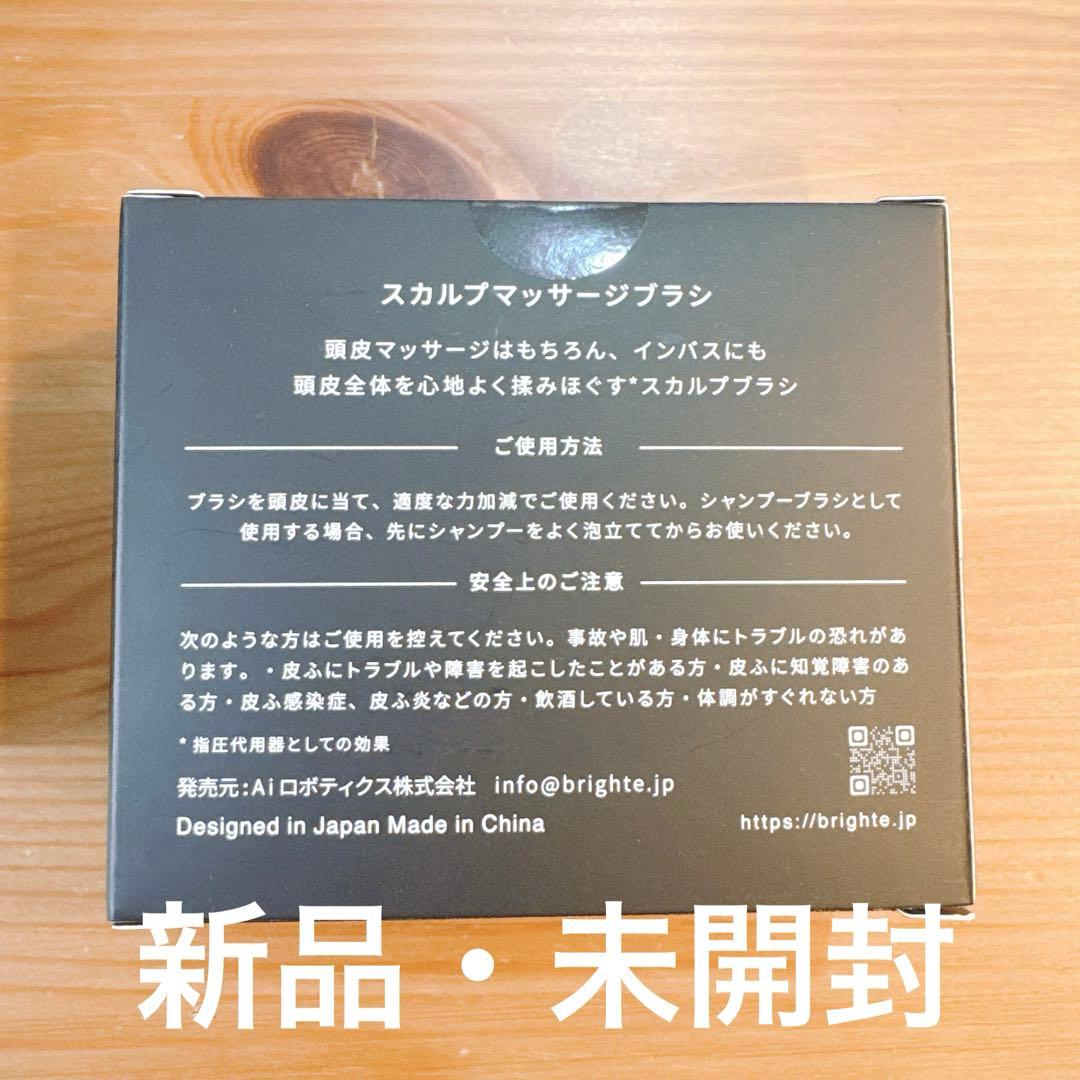 スカルプマッサージブラシ
頭皮マッサージはもちろん、インバスにも
頭皮全体を心地よく揉みほぐす*スカルプブラシ
ご使用方法
ブラシを頭皮に当て、適度な力加減でご使用ください。シャンプーブラシとして
使用する場合、先にシャンプーをよく泡立ててからお使いください。
安全上のご注意
次のような方はご使用を控えてください。事故や肌・身体にトラブルの恐れがあ
ります。・皮ふにトラブルや障害を起こしたことがある方・皮ふに知覚障害のあ
る方・皮ふ感染症、皮ふ炎などの方・飲酒している方・体調がすぐれない方
* 指圧代用器としての効果
発売元:Aiロボティクス株式会社 info@brighte.jp
Designed in Japan Made in China
https://brighte.jp
新品・未開封